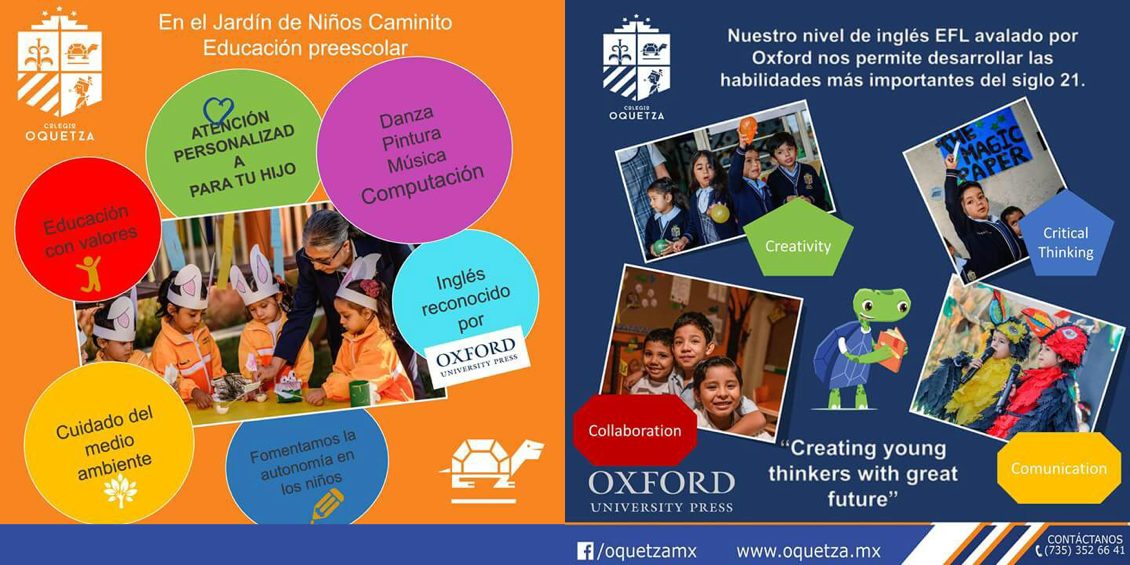 COLEGIO
OQUETZA
En el Jardín de Niños Caminito
Educación preescolar
ATENCIÓN
PERSONALIZAD
A
PARA TU HIJO
Danza
Pintura
Música
Computación
Educación
con valores
Inglés
reconocido
por
OXFORD
UNIVERSITY PRESS
Cuidado del
medio
ambiente
Fomentamos la
autonomía en
los niños
COLEGIO
OQUETZA
Nuestro nivel de inglés EFL avalado por
Oxford nos permite desarrollar las
habilidades más importantes del siglo 21.
Creativity
THE
MAGIC
PAPER
Critical
Thinking
Collaboration
Comunication
OXFORD
UNIVERSITY PRESS
“Creating young
thinkers with great
future”
/oquetzamx
www.oquetza.mx
CONTÁCTANOS
(735) 352 66 41